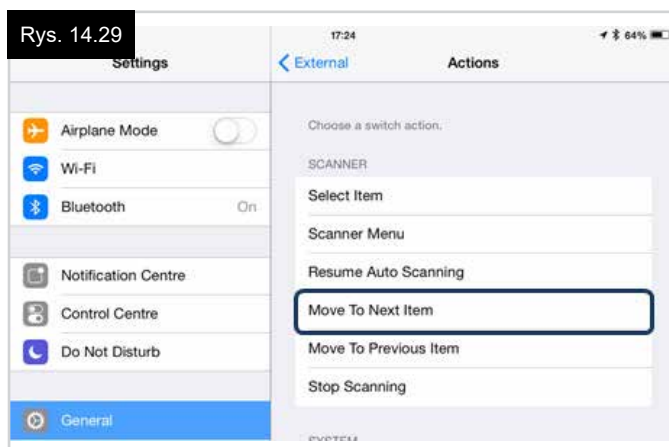 Rys. 14.29
17:24
64%
Settings
External
Actions
Airplane Mode
Wi-Fi
Bluetooth
On
Notification Centre
Control Centre
Do Not Disturb
General
Choose a switch action.
SCANNER
Select Item
Scanner Menu
Resume Auto Scanning
Move To Next Item
Move To Previous Item
Stop Scanning
SYSTEM